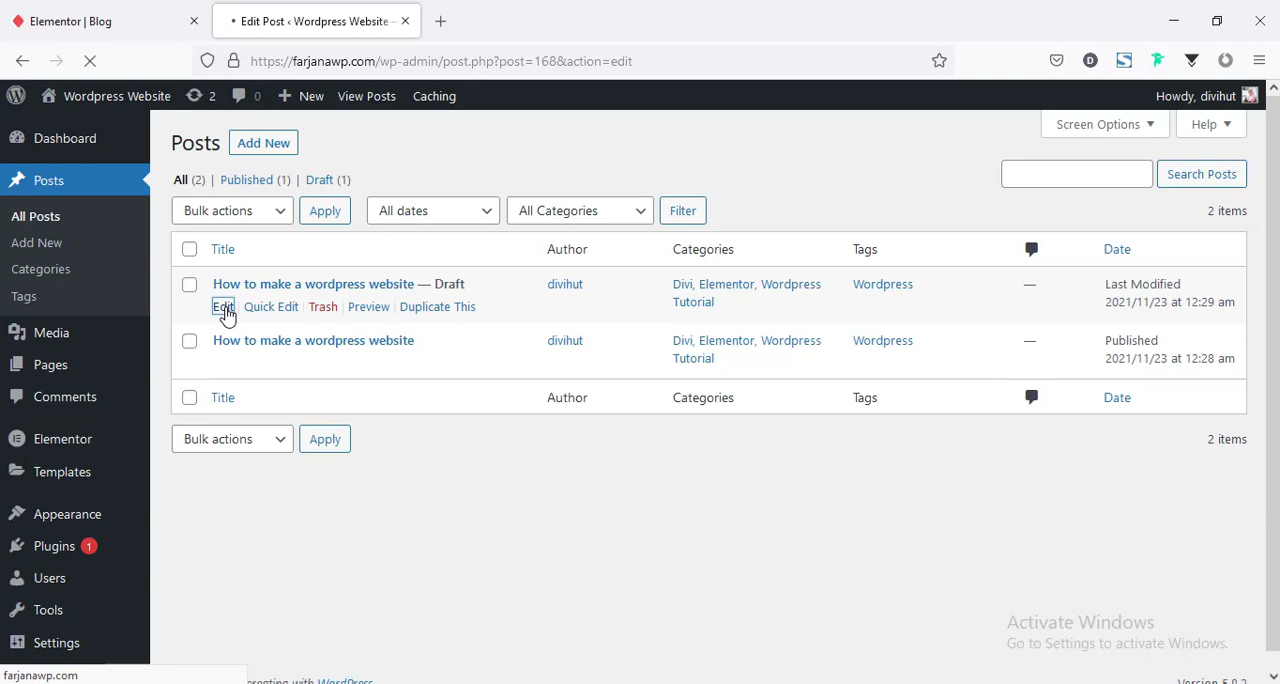 Elementor | Blog
Edit Post ‹ Wordpress Website –
https://farjanawp.com/wp-admin/post.php?post=168&action=edit
Wordpress Website 2 0 New View Posts Caching Howdy, divihut
Dashboard
Posts
All Posts
Add New
Categories
Tags
Media
Pages
Comments
Elementor
Templates
Appearance
Plugins 1
Users
Tools
Settings
farjanawp.com
Screen Options Help
Posts Add New
All (2) | Published (1) | Draft (1)
Search Posts
Bulk actions Apply All dates All Categories Filter 2 items
Title Author Categories Tags Date
How to make a wordpress website — Draft
Edit | Quick Edit | Trash | Preview | Duplicate This
divihut
Divi, Elementor, Wordpress
Tutorial
Wordpress
—
Last Modified
2021/11/23 at 12:29 am
How to make a wordpress website
divihut
Divi, Elementor, Wordpress
Tutorial
Wordpress
—
Published
2021/11/23 at 12:28 am
Title Author Categories Tags Date
Bulk actions Apply 2 items
Activate Windows
Go to Settings to activate Windows.